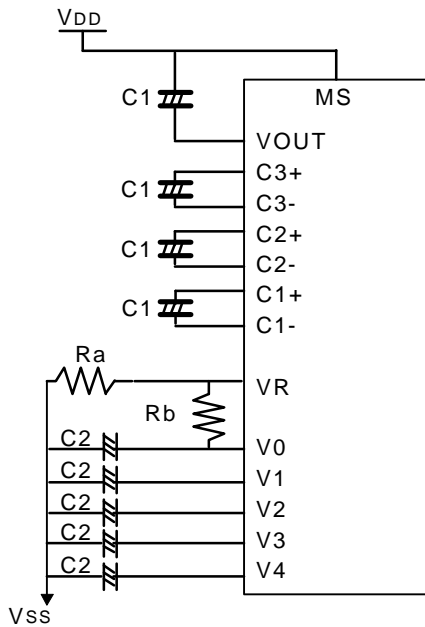 VDD
MS
C1
VOUT
C3+
C1
C3-
C2+
C1
C2-
C1+
C1
C1-
Ra
VR
Rb
C2
V0
C2
V1
C2
V2
C2
V3
C2
V4
VSS